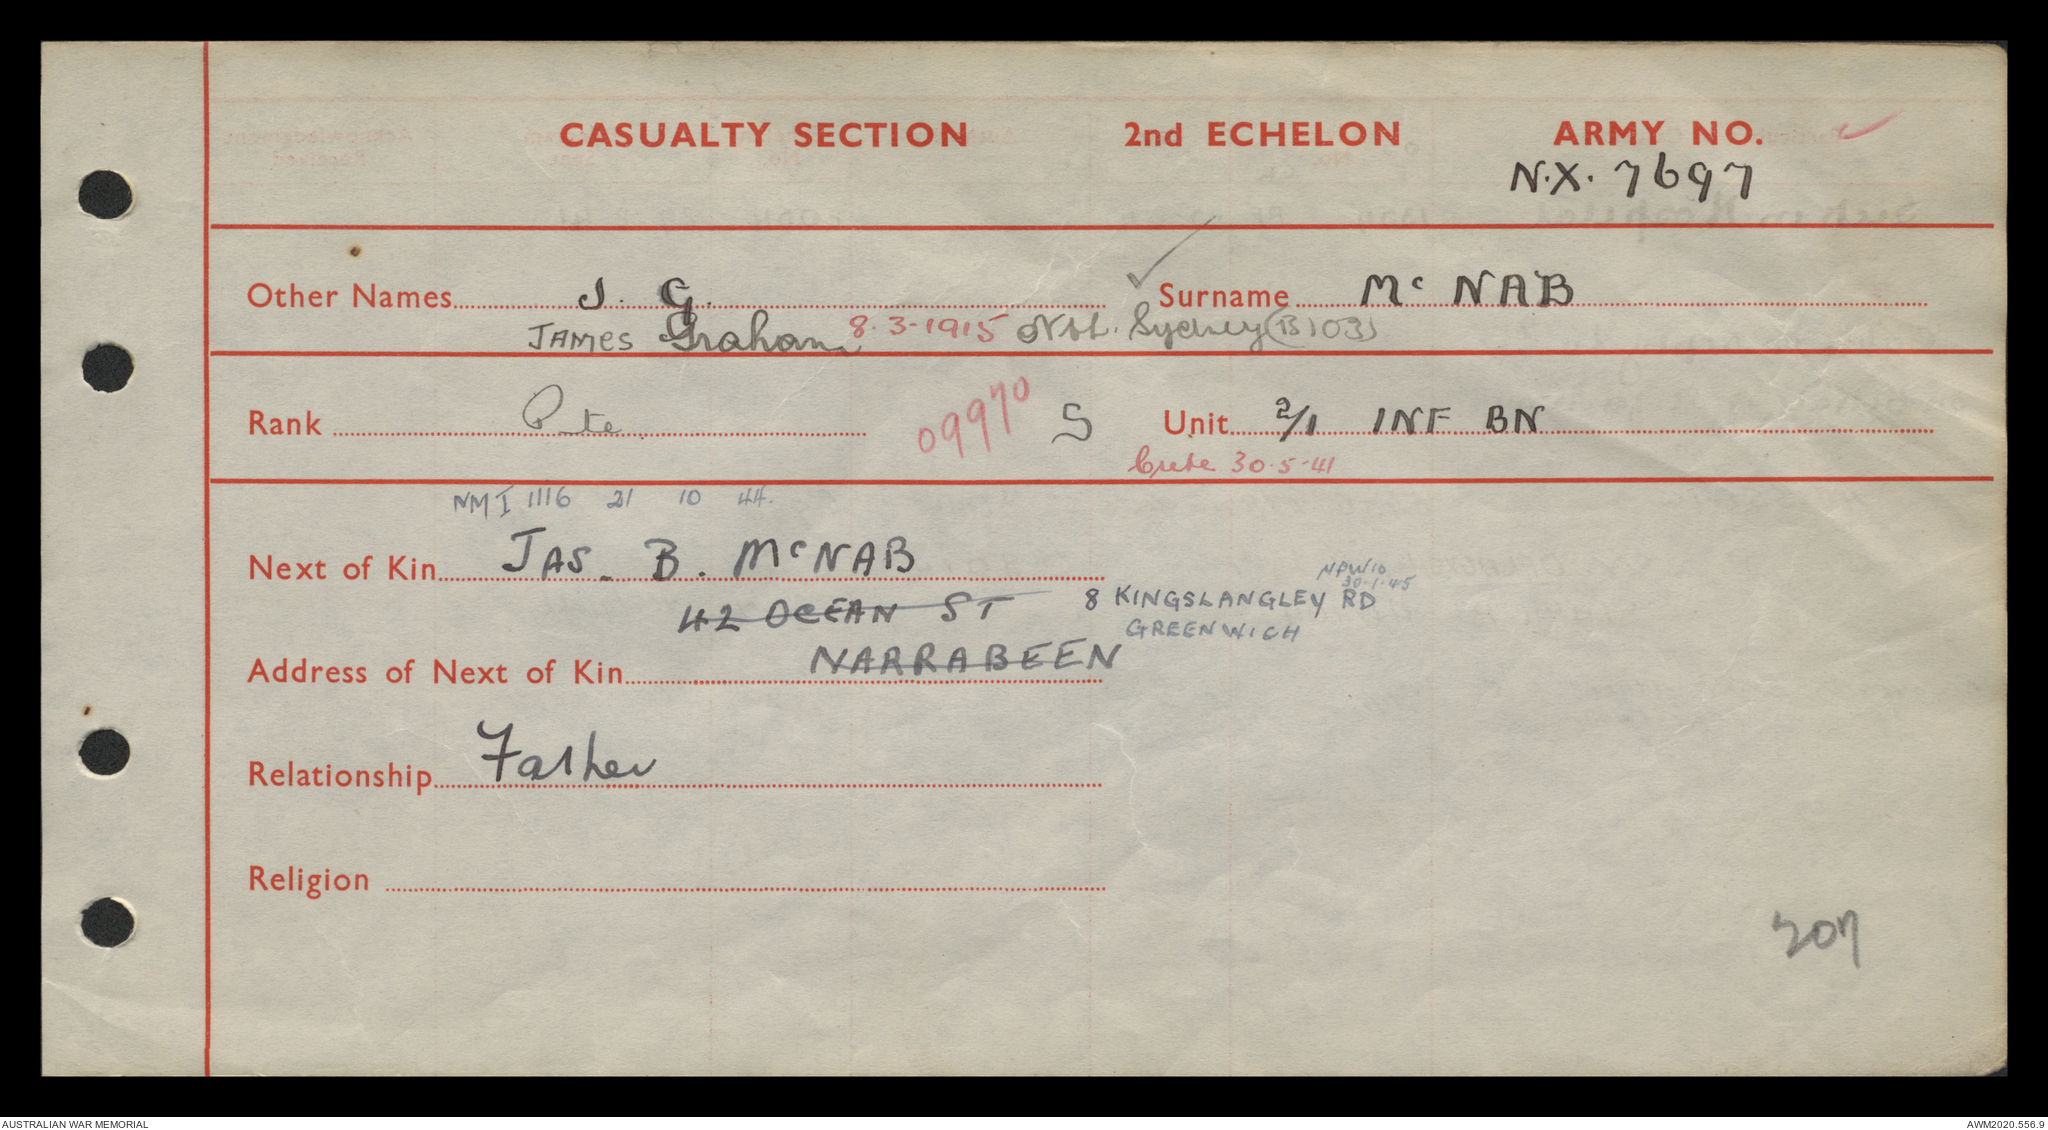 CASUALTY SECTION 2nd ECHELON ARMY NO.
N.X. 7697
Other Names J. G. Surname Mc NAB
JAMES Graham 8.3-1915 Sydney (B103)
Rank Pte 09970 S Unit 2/1 INF BN
Crete 30.5-41
NMI 1116 21 10 44.
Next of Kin JAS. B. McNAB
NPW10
30.1.45
42 OCEAN ST 8 KINGSLANGLEY RD
GREENWICH
Address of Next of Kin NARRABEEN
Relationship Father
Religion
207
AUSTRALIAN WAR MEMORIAL AWM2020.556.9